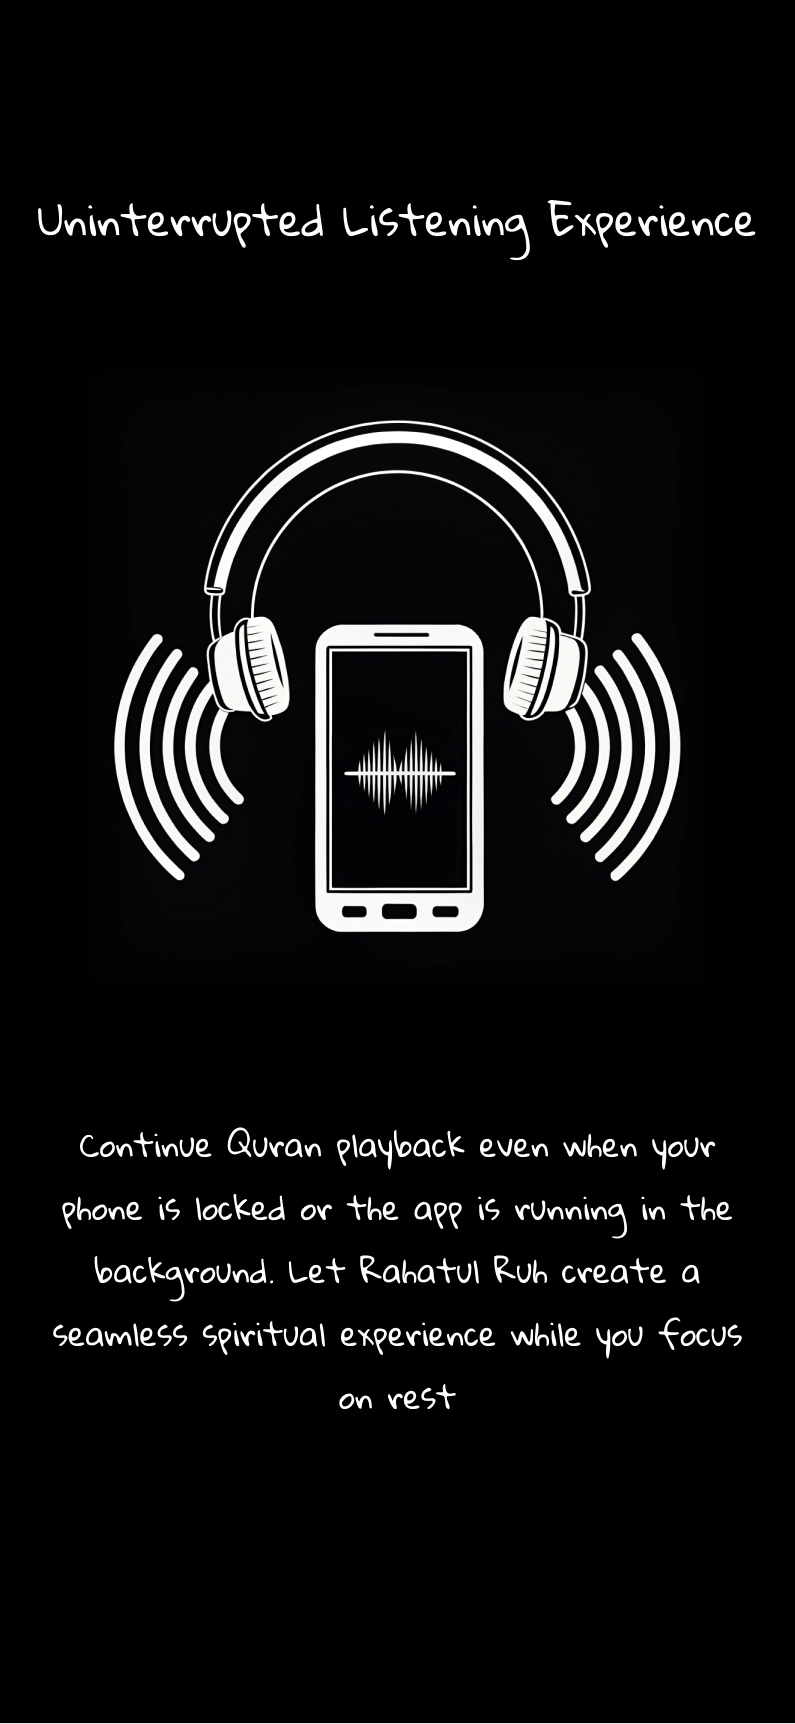 Uninterrupted Listening Experience
Continue Quran playback even when your
phone is locked or the app is running in the
background. Let Rahatul Ruh create a
seamless spiritual experience while you focus
on rest